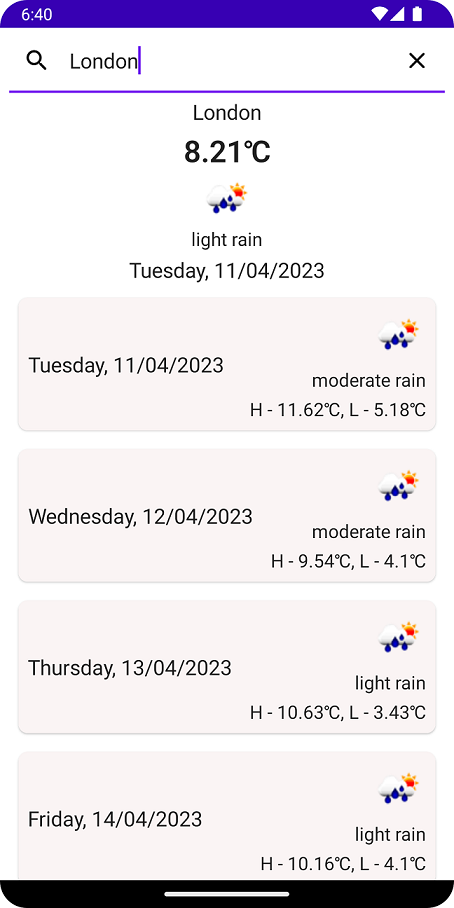 6:40
London
London
8.21℃
light rain
Tuesday, 11/04/2023
Tuesday, 11/04/2023
moderate rain
H - 11.62℃, L - 5.18℃
Wednesday, 12/04/2023
moderate rain
H - 9.54℃, L - 4.1℃
Thursday, 13/04/2023
light rain
H - 10.63℃, L - 3.43℃
Friday, 14/04/2023
light rain
H - 10.16℃, L - 4.1℃